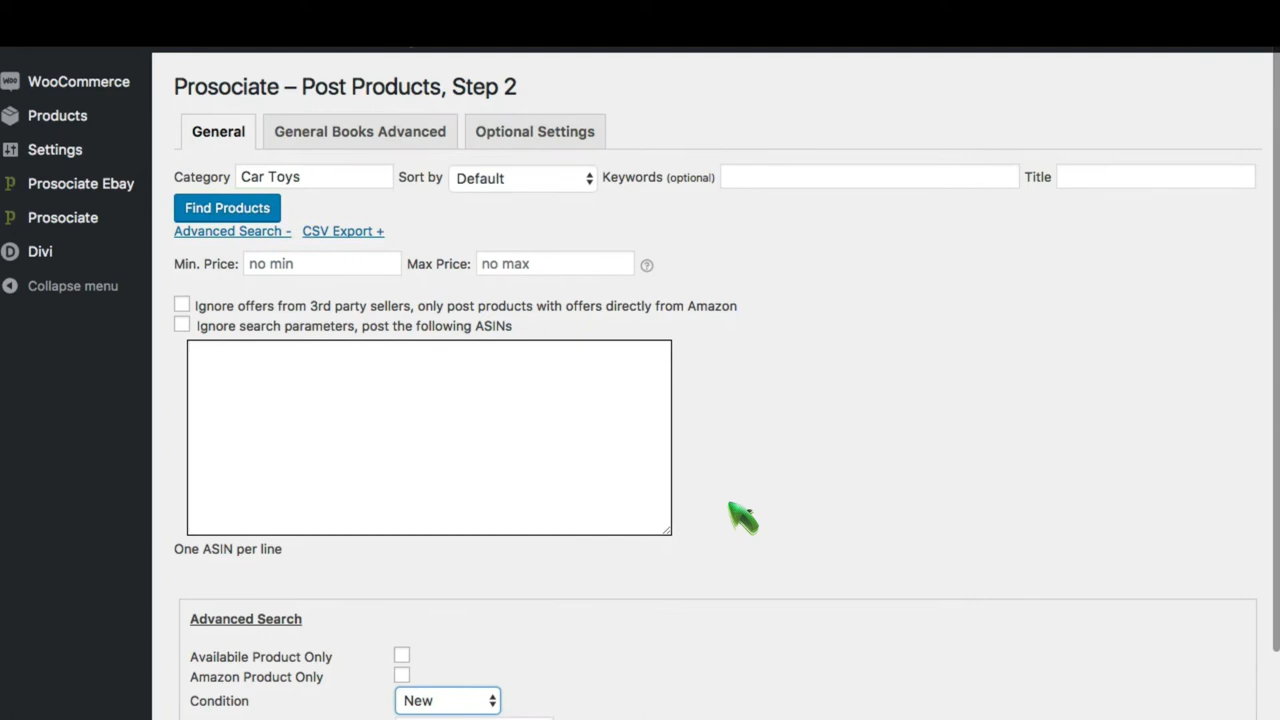 WooCommerce
Products
Settings
Prosociate Ebay
Prosociate
Divi
Collapse menu
Prosociate – Post Products, Step 2
General General Books Advanced Optional Settings
Category Car Toys Sort by Default Keywords (optional) Title
Find Products
Advanced Search - CSV Export +
Min. Price: no min Max Price: no max ?
Ignore offers from 3rd party sellers, only post products with offers directly from Amazon
Ignore search parameters, post the following ASINs
One ASIN per line
Advanced Search
Availabile Product Only
Amazon Product Only
Condition New